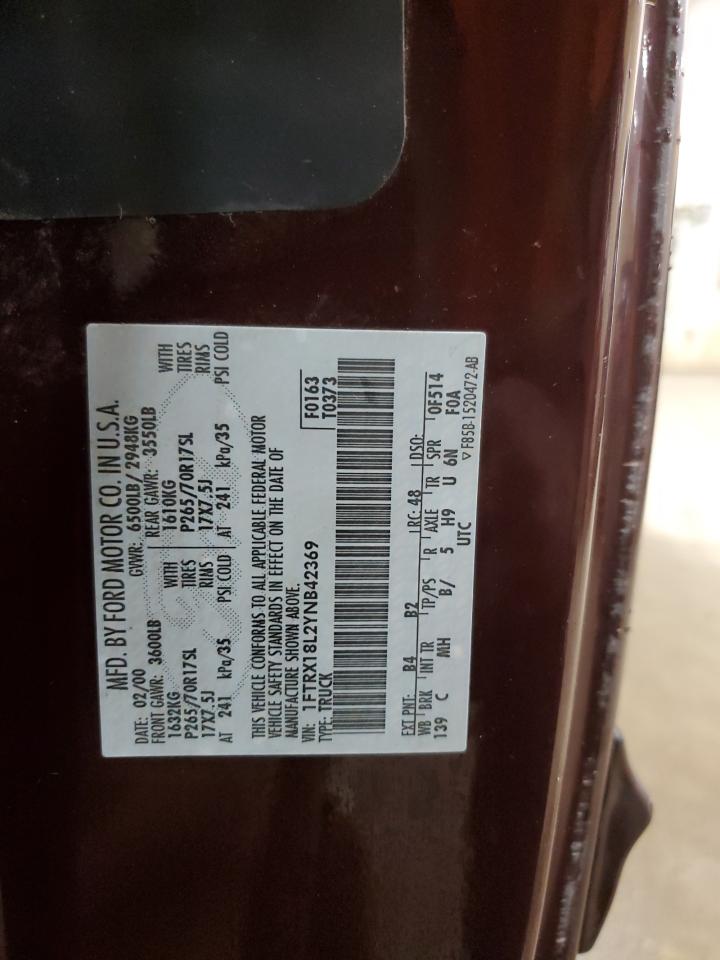 MFD. BY FORD MOTOR CO. IN U.S.A.
DATE: 02/00 GVWR: 6500LB/ 2948KG
FRONT GAWR: 3600LB REAR GAWR: 3550LB
1632KG WITH 1610KG WITH
P265/70R17SL TIRES P265/70R17SL TIRES
17X7.5J RIMS 17X7.5J RIMS
AT 241 kPa/35 PSI COLD AT 241 kPa/35 PSI COLD
THIS VEHICLE CONFORMS TO ALL APPLICABLE FEDERAL MOTOR
VEHICLE SAFETY STANDARDS IN EFFECT ON THE DATE OF
MANUFACTURE SHOWN ABOVE.
VIN: 1FTRX18L2YNB42369 F0163
TYPE: TRUCK T0373
EXT PNT: B4 B2 RC: 48 DSO:
WB BRK INT TR TP/PS R AXLE TR SPR 0F514
139 C MH B/ 5 H9 U 6N F0A
UTC ▽ F85B-1520472-AB